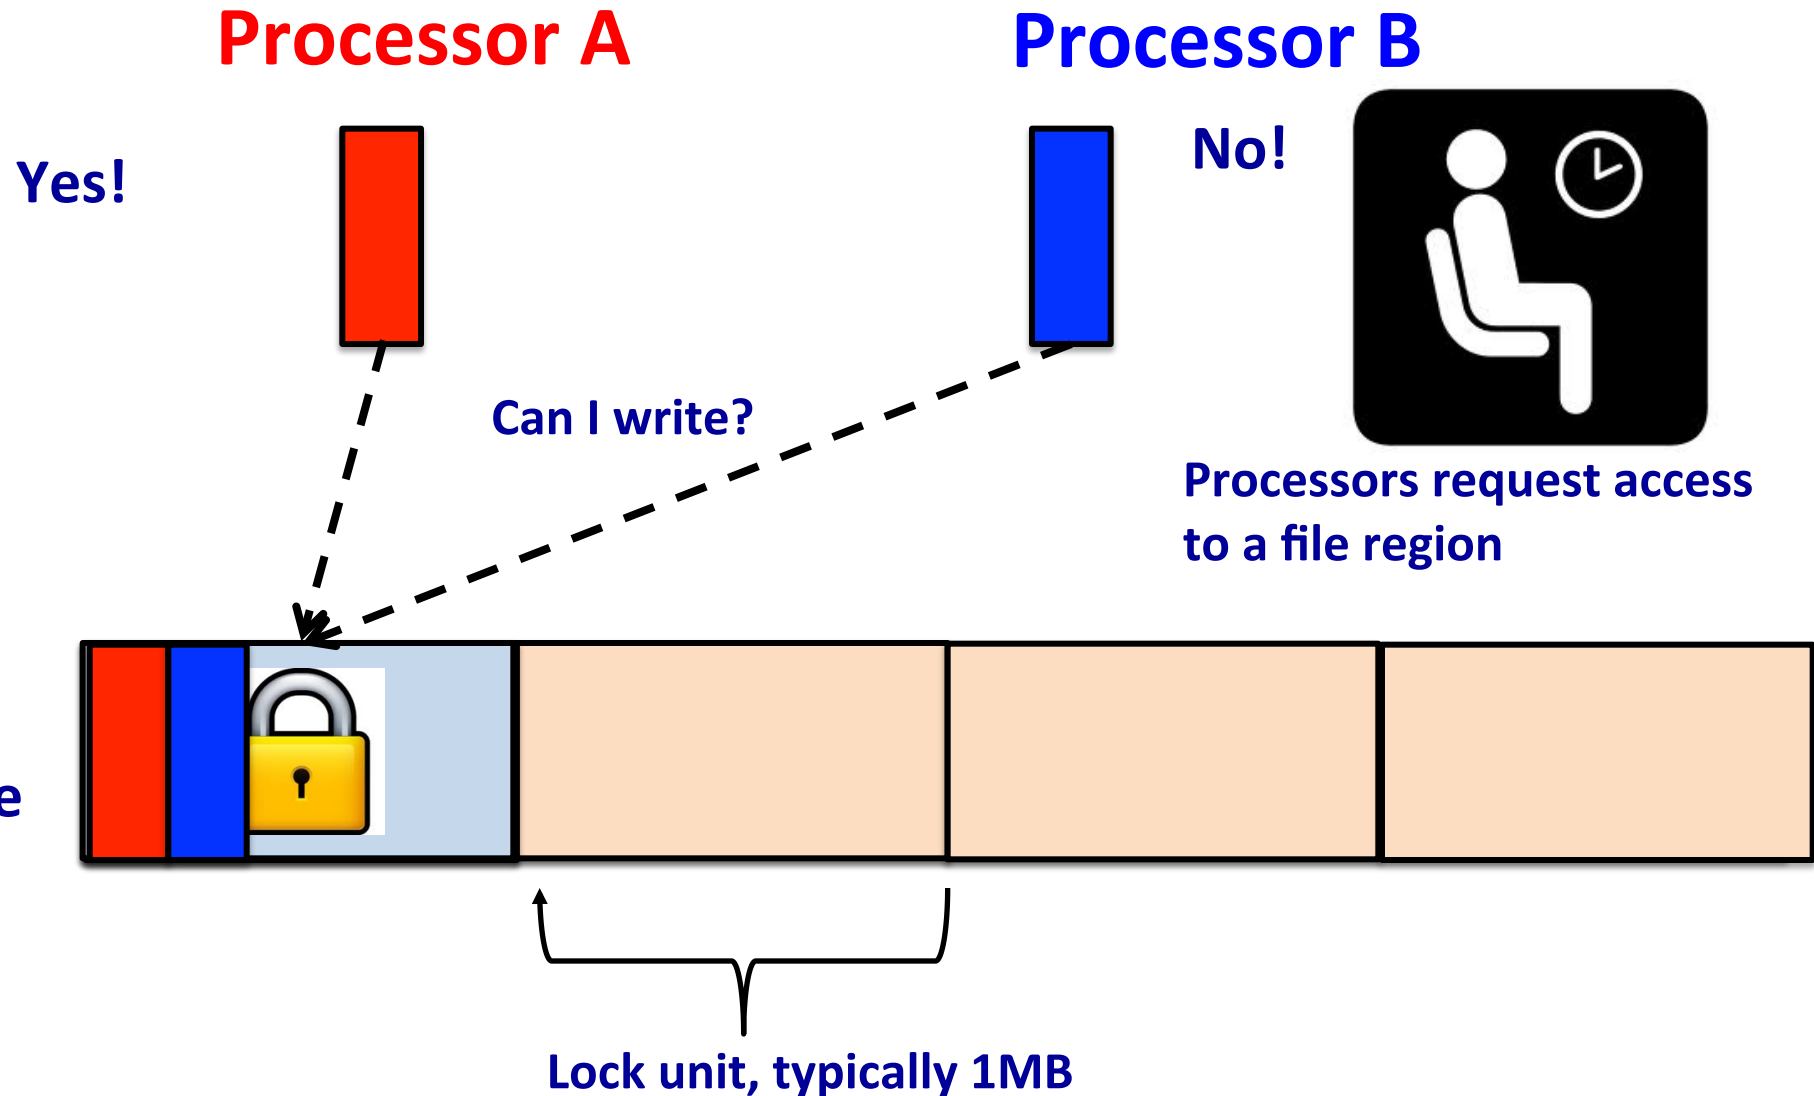 Processor A
Processor B
Yes!
No!
Can I write?
Processors request access
to a file region
e
Lock unit, typically 1MB